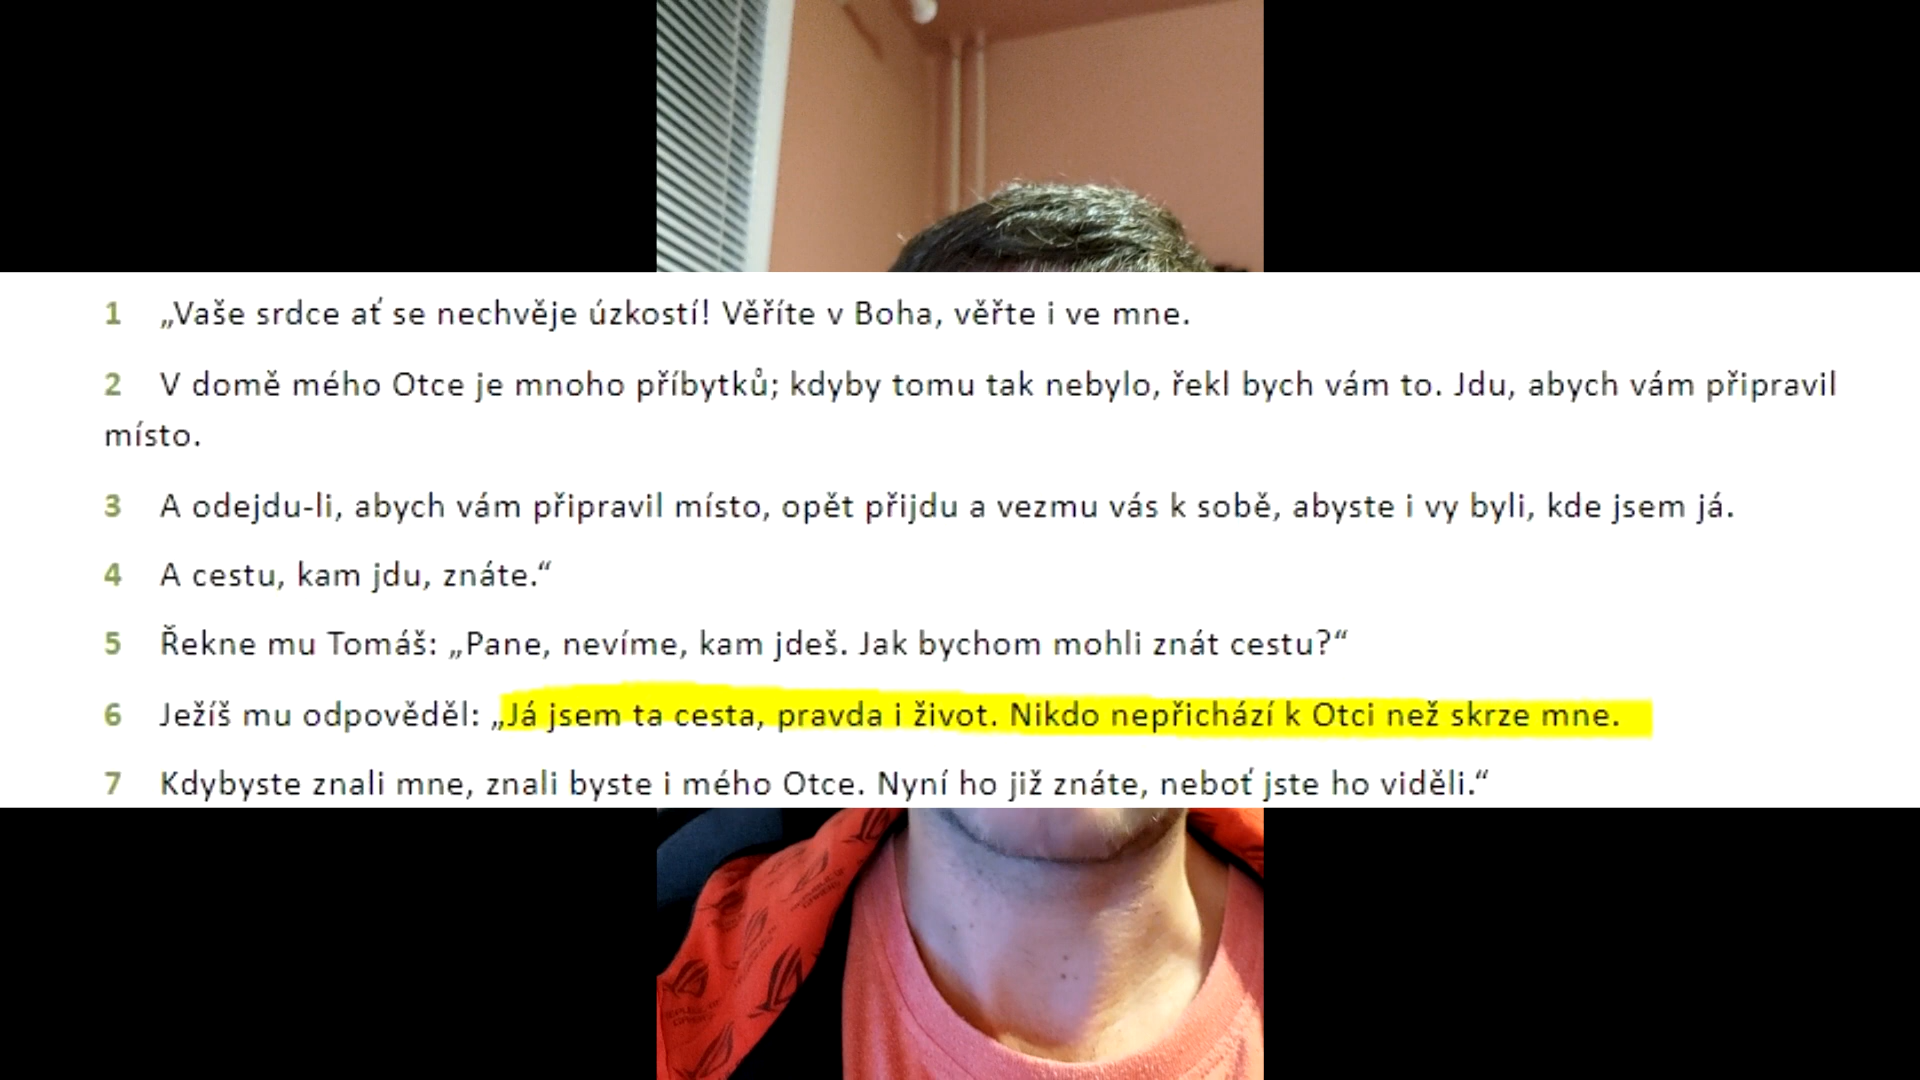 1 „Vaše srdce ať se nechvěje úzkostí! Věříte v Boha, věřte i ve mne.
2 V domě mého Otce je mnoho příbytků; kdyby tomu tak nebylo, řekl bych vám to. Jdu, abych vám připravil
místo.
3 A odejdu-li, abych vám připravil místo, opět přijdu a vezmu vás k sobě, abyste i vy byli, kde jsem já.
4 A cestu, kam jdu, znáte.“
5 Řekne mu Tomáš: „Pane, nevíme, kam jdeš. Jak bychom mohli znát cestu?“
6 Ježíš mu odpověděl: „Já jsem ta cesta, pravda i život. Nikdo nepřichází k Otci než skrze mne.
7 Kdybyste znali mne, znali byste i mého Otce. Nyní ho již znáte, neboť jste ho viděli.“